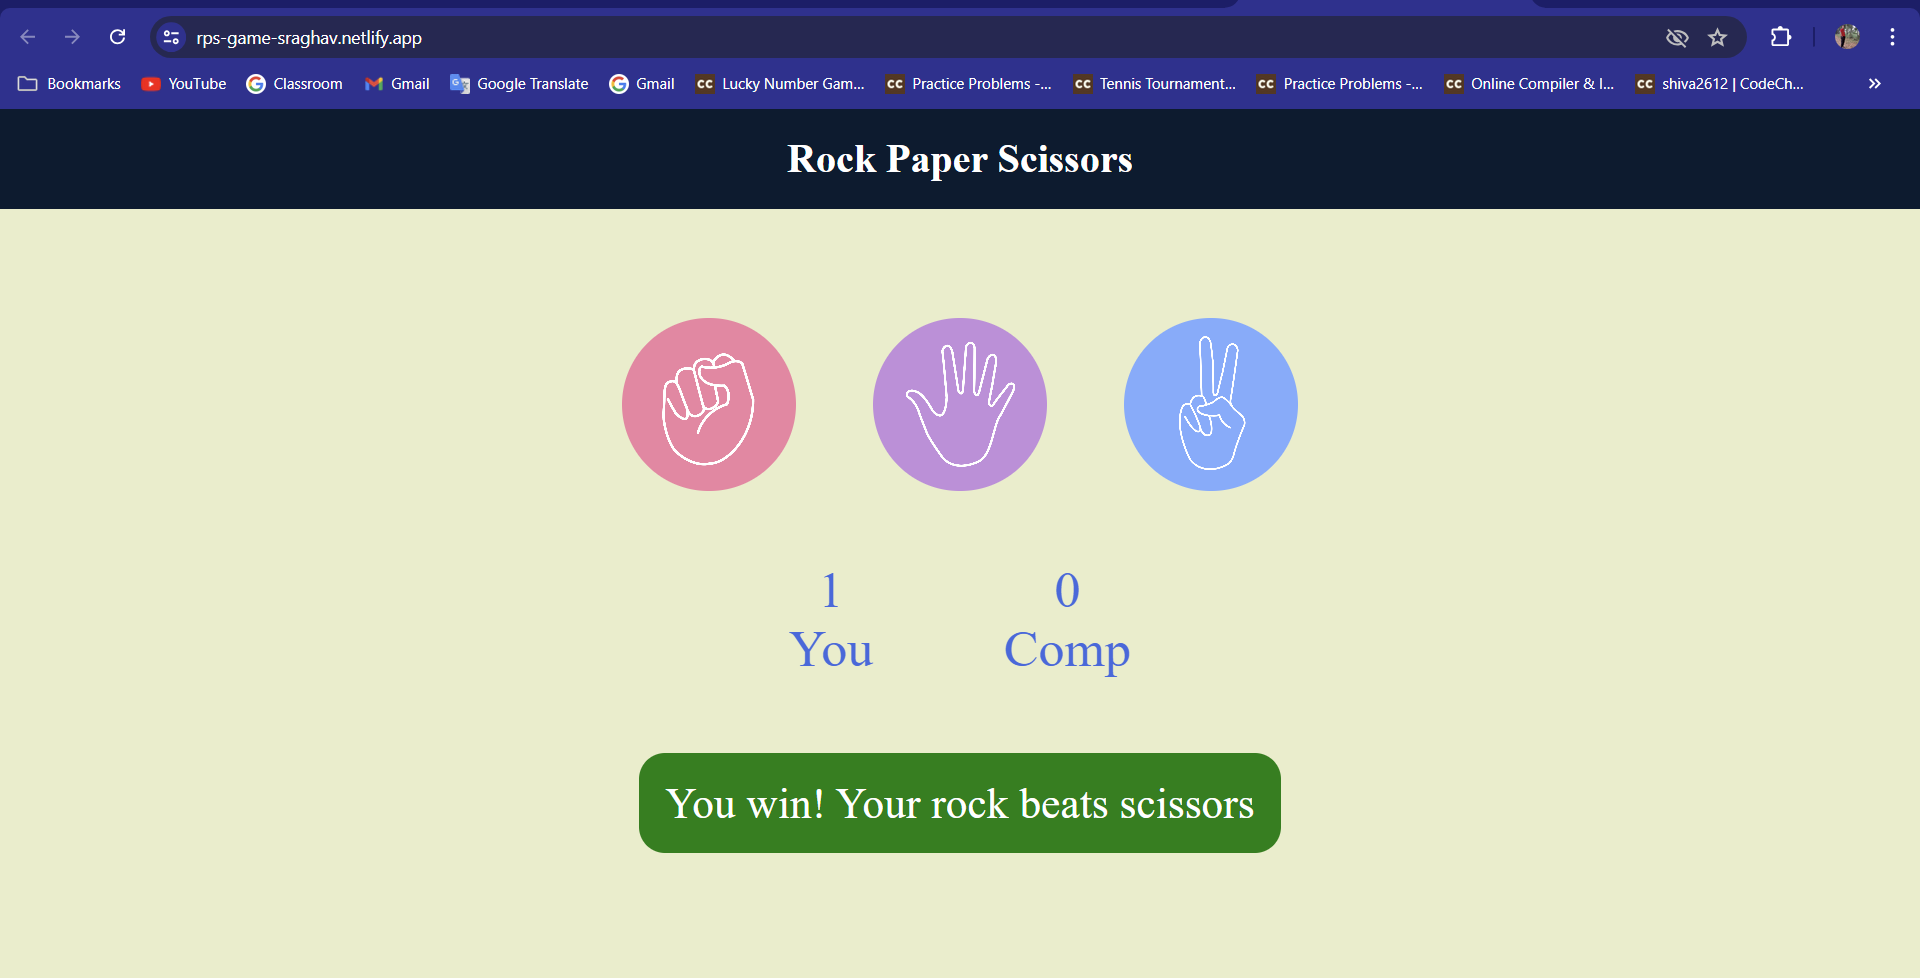 rps-game-sraghav.netlify.app
Bookmarks YouTube Classroom Gmail Google Translate Gmail Lucky Number Gam... Practice Problems -... Tennis Tournament... Practice Problems -... Online Compiler & I... shiva2612 | CodeCh...
Rock Paper Scissors
1 0
You Comp
You win! Your rock beats scissors